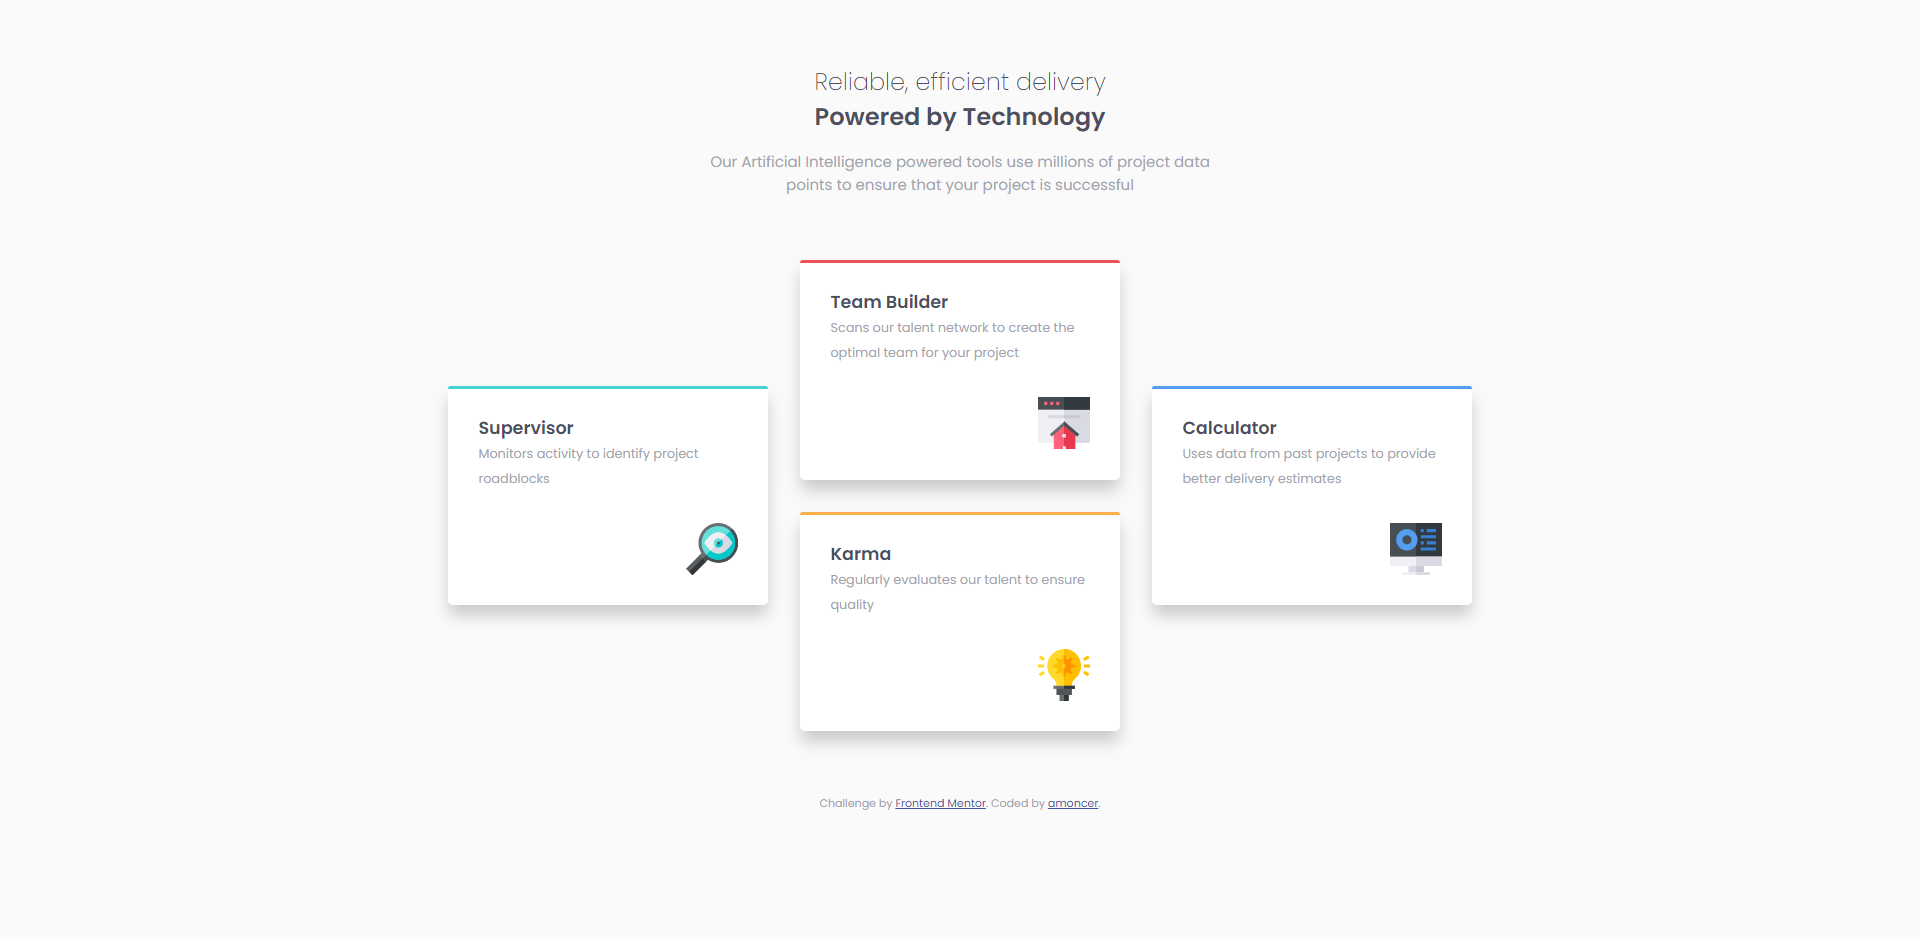 Reliable, efficient delivery
Powered by Technology
Our Artificial Intelligence powered tools use millions of project data
points to ensure that your project is successful
Supervisor
Monitors activity to identify project
roadblocks
Team Builder
Scans our talent network to create the
optimal team for your project
Karma
Regularly evaluates our talent to ensure
quality
Calculator
Uses data from past projects to provide
better delivery estimates
Challenge by Frontend Mentor. Coded by amoncer.